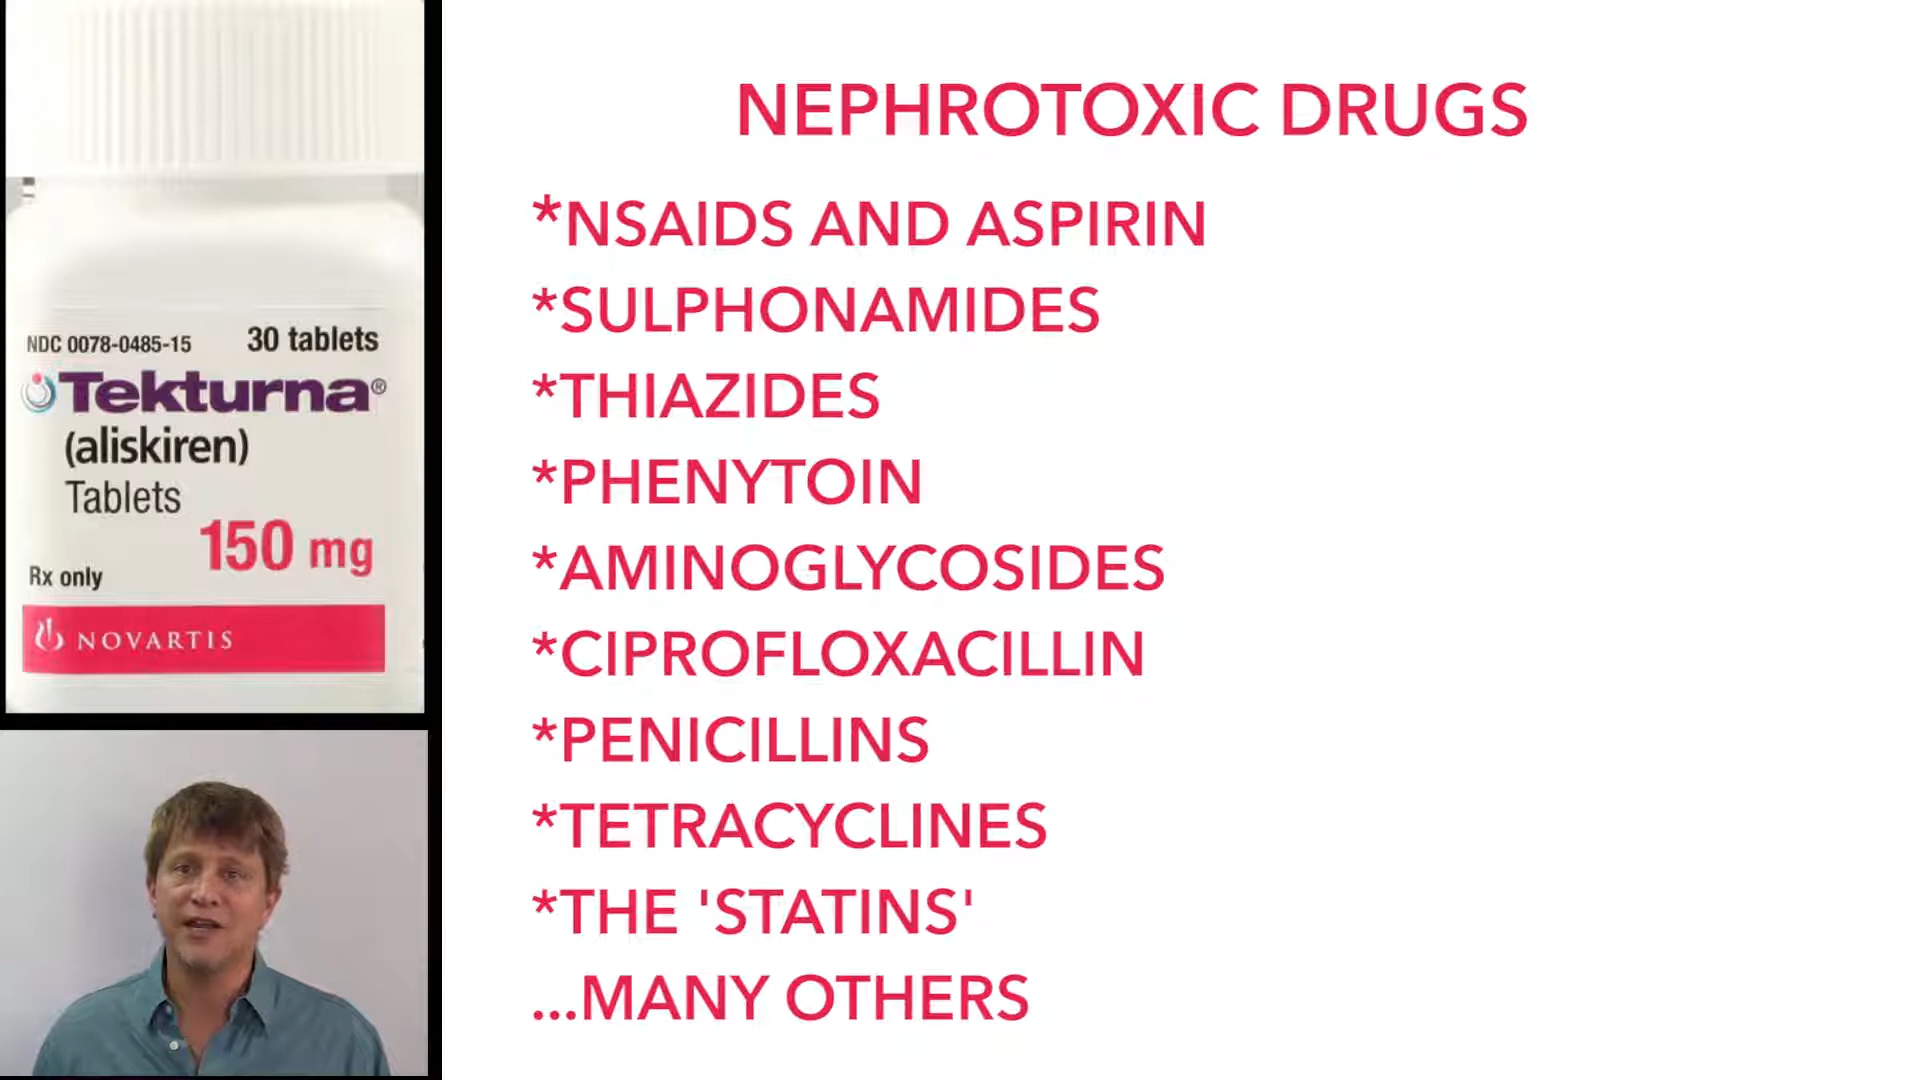 NDC 0078-0485-15 30 tablets
Tekturna®
(aliskiren)
Tablets
150 mg
Rx only
NOVARTIS
NEPHROTOXIC DRUGS
*NSAIDS AND ASPIRIN
*SULPHONAMIDES
*THIAZIDES
*PHENYTOIN
*AMINOGLYCOSIDES
*CIPROFLOXACILLIN
*PENICILLINS
*TETRACYCLINES
*THE 'STATINS'
...MANY OTHERS